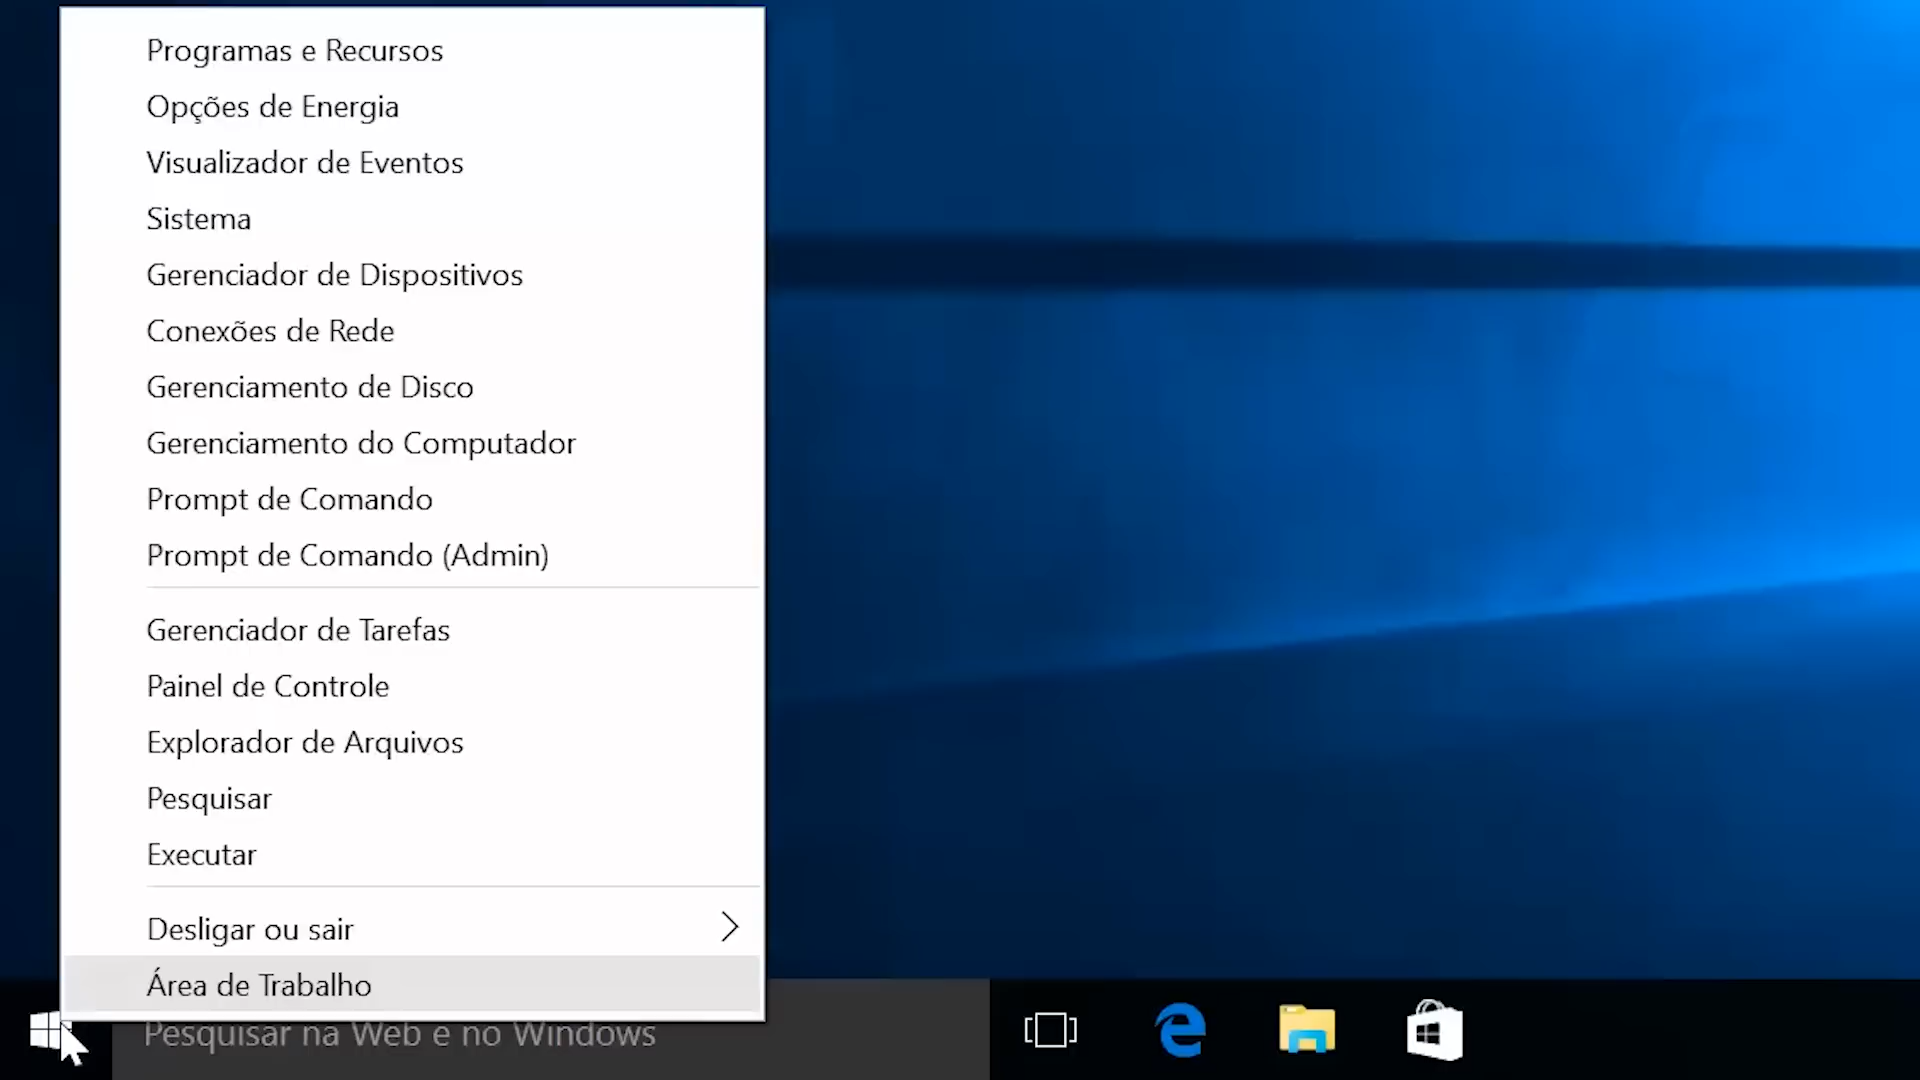 Programas e Recursos
Opções de Energia
Visualizador de Eventos
Sistema
Gerenciador de Dispositivos
Conexões de Rede
Gerenciamento de Disco
Gerenciamento do Computador
Prompt de Comando
Prompt de Comando (Admin)
Gerenciador de Tarefas
Painel de Controle
Explorador de Arquivos
Pesquisar
Executar
Desligar ou sair
Área de Trabalho
Pesquisar na Web e no Windows